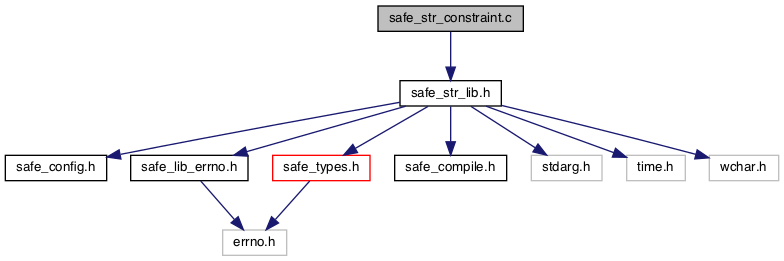 safe_str_constraint.c
safe_str_lib.h
safe_config.h
safe_lib_errno.h
safe_types.h
safe_compile.h
stdarg.h
time.h
wchar.h
errno.h